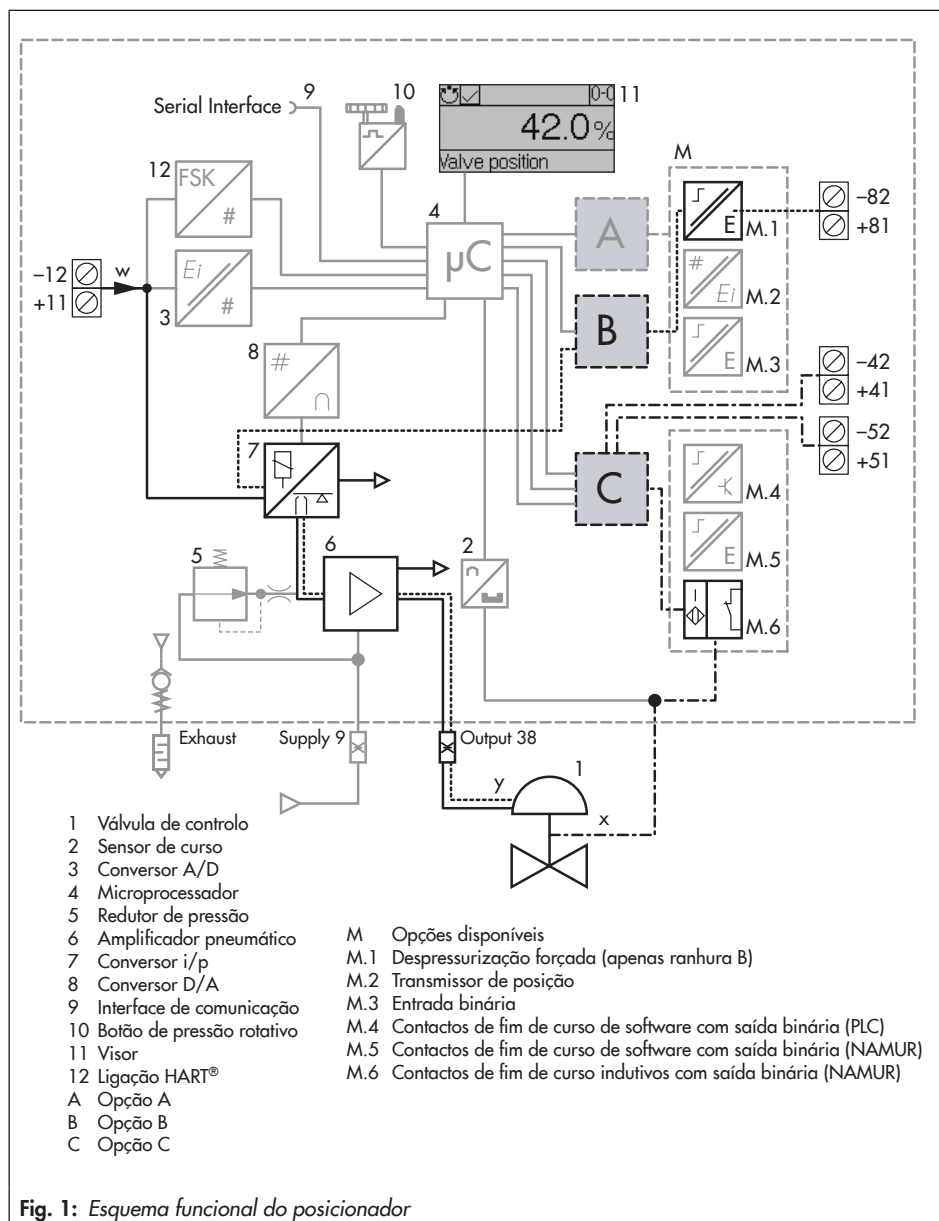 Serial Interface
9
10
42.0%
Valve position
0-0
11
M
12
FSK
#
4
µC
A
E
M.1
–82
+81
–12
+11
w
Ei
#
3
B
#
Ei
M.2
E
M.3
8
#
–42
+41
7
C
–52
+51
M.4
5
6
2
E
M.5
M.6
Exhaust
Supply 9
Output 38
y
1
x
1 Válvula de controlo
2 Sensor de curso
3 Conversor A/D
4 Microprocessador
5 Redutor de pressão
6 Amplificador pneumático
7 Conversor i/p
8 Conversor D/A
9 Interface de comunicação
10 Botão de pressão rotativo
11 Visor
12 Ligação HART®
A Opção A
B Opção B
C Opção C
M Opções disponíveis
M.1 Despressurização forçada (apenas ranhura B)
M.2 Transmissor de posição
M.3 Entrada binária
M.4 Contactos de fim de curso de software com saída binária (PLC)
M.5 Contactos de fim de curso de software com saída binária (NAMUR)
M.6 Contactos de fim de curso indutivos com saída binária (NAMUR)
Fig. 1: Esquema funcional do posicionador